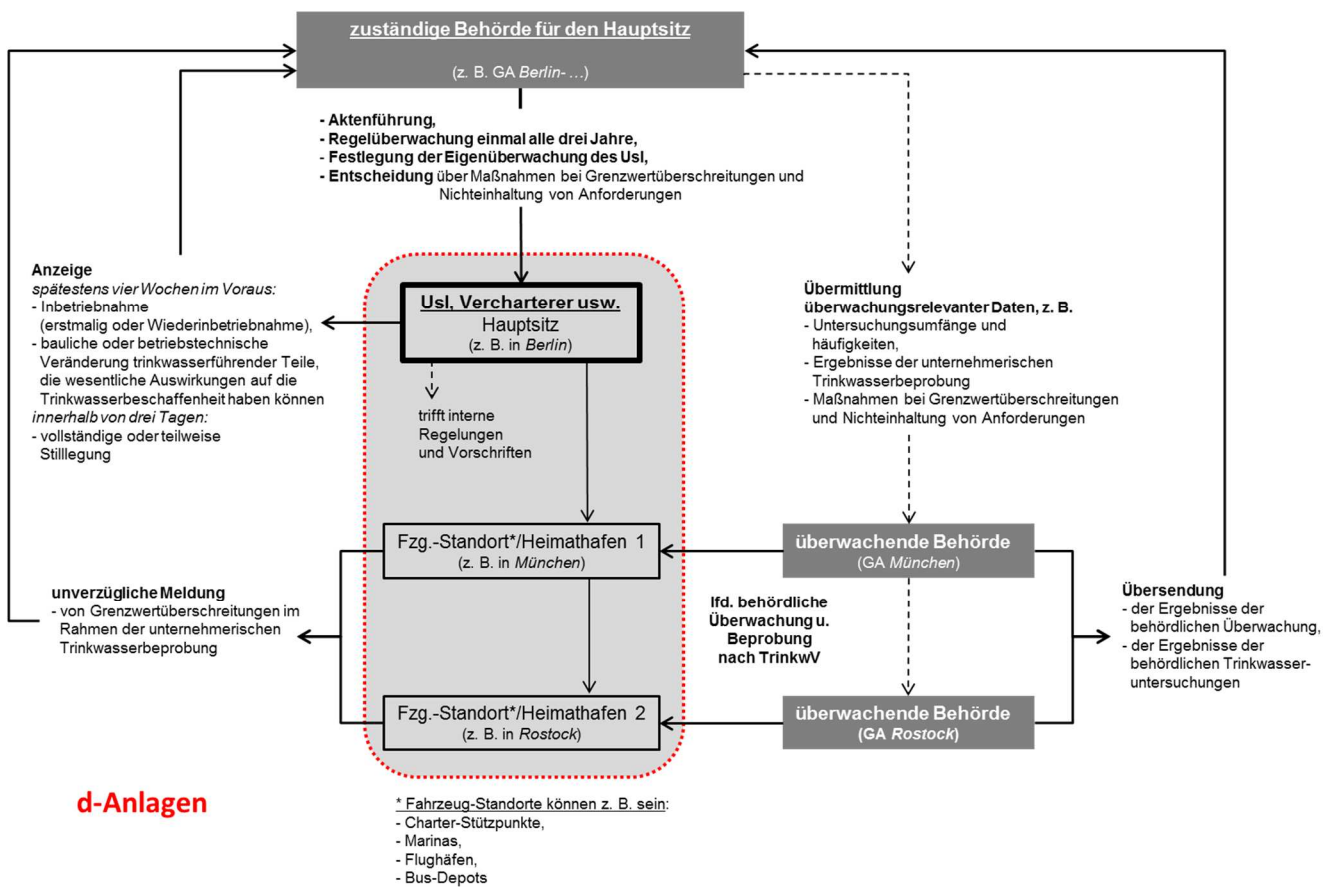 zuständige Behörde für den Hauptsitz
(z. B. GA Berlin- …)
- Aktenführung,
- Regelüberwachung einmal alle drei Jahre,
- Festlegung der Eigenüberwachung des UsI,
- Entscheidung über Maßnahmen bei Grenzwertüberschreitungen und
Nichteinhaltung von Anforderungen
Anzeige
spätestens vier Wochen im Voraus:
- Inbetriebnahme
(erstmalig oder Wiederinbetriebnahme),
- bauliche oder betriebstechnische
Veränderung trinkwasserführender Teile,
die wesentliche Auswirkungen auf die
Trinkwasserbeschaffenheit haben können
innerhalb von drei Tagen:
- vollständige oder teilweise
Stilllegung
UsI, Vercharterer usw.
Hauptsitz
(z. B. in Berlin)
trifft interne
Regelungen
und Vorschriften
Übermittlung
überwachungsrelevanter Daten, z. B.
- Untersuchungsumfänge und
häufigkeiten,
- Ergebnisse der unternehmerischen
Trinkwasserbeprobung
- Maßnahmen bei Grenzwertüberschreitungen
und Nichteinhaltung von Anforderungen
Fzg.-Standort*/Heimathafen 1
(z. B. in München)
überwachende Behörde
(GA München)
unverzügliche Meldung
- von Grenzwertüberschreitungen im
Rahmen der unternehmerischen
Trinkwasserbeprobung
lfd. behördliche
Überwachung u.
Beprobung
nach TrinkwV
Übersendung
- der Ergebnisse der
behördlichen Überwachung,
- der Ergebnisse der
behördlichen Trinkwasser-
untersuchungen
Fzg.-Standort*/Heimathafen 2
(z. B. in Rostock)
überwachende Behörde
(GA Rostock)
d-Anlagen
* Fahrzeug-Standorte können z. B. sein:
- Charter-Stützpunkte,
- Marinas,
- Flughäfen,
- Bus-Depots